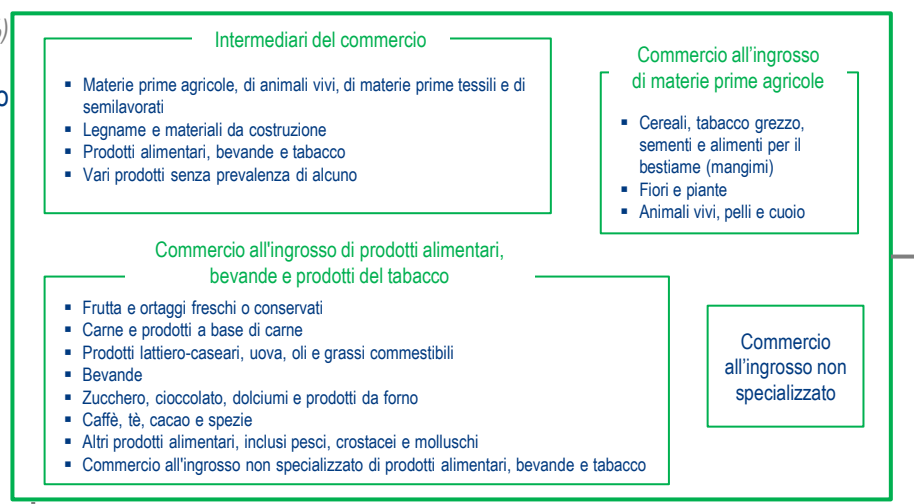 )
o
Intermediari del commercio
▪ Materie prime agricole, di animali vivi, di materie prime tessili e di
semilavorati
▪ Legname e materiali da costruzione
▪ Prodotti alimentari, bevande e tabacco
▪ Vari prodotti senza prevalenza di alcuno
Commercio all’ingrosso
di materie prime agricole
▪ Cereali, tabacco grezzo,
sementi e alimenti per il
bestiame (mangimi)
▪ Fiori e piante
▪ Animali vivi, pelli e cuoio
Commercio all'ingrosso di prodotti alimentari,
bevande e prodotti del tabacco
▪ Frutta e ortaggi freschi o conservati
▪ Carne e prodotti a base di carne
▪ Prodotti lattiero-caseari, uova, oli e grassi commestibili
▪ Bevande
▪ Zucchero, cioccolato, dolciumi e prodotti da forno
▪ Caffè, tè, cacao e spezie
▪ Altri prodotti alimentari, inclusi pesci, crostacei e molluschi
▪ Commercio all'ingrosso non specializzato di prodotti alimentari, bevande e tabacco
Commercio
all’ingrosso non
specializzato